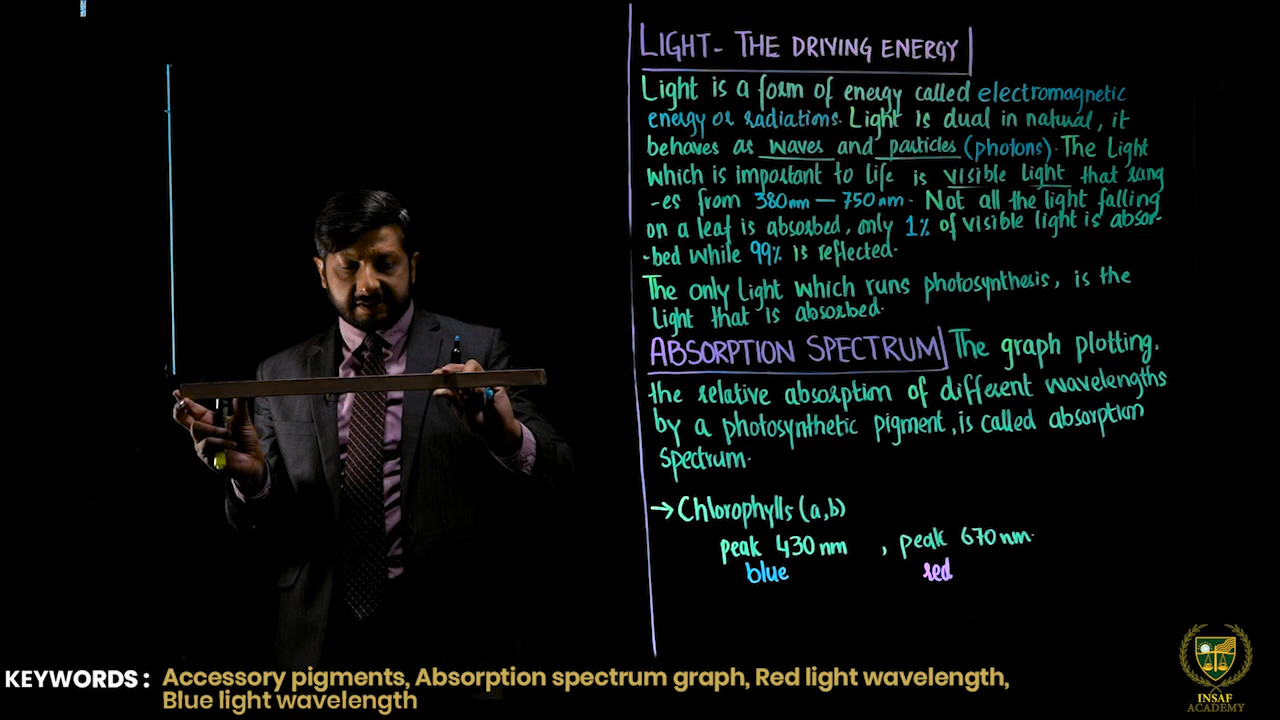 LIGHT- THE DRIVING ENERGY
Light is a form of energy called electromagnetic
energy or radiations. Light is dual in natural, it
behaves as waves and particles (photons). The Light
which is important to life is visible light that rang
-es from 380nm — 750nm. Not all the light falling
on a leaf is absorbed, only 1% of visible light is absor-
-bed while 99% is reflected.
The only Light which runs photosynthesis, is the
Light that is absorbed.
ABSORPTION SPECTRUM The graph plotting.
the relative absorption of different wavelengths
by a photosynthetic pigment, is called absorption
spectrum.
→ Chlorophylls (a,b)
peak 430nm , peak 670nm.
blue red
KEYWORDS : Accessory pigments, Absorption spectrum graph, Red light wavelength,
Blue light wavelength
INSAF
ACADEMY